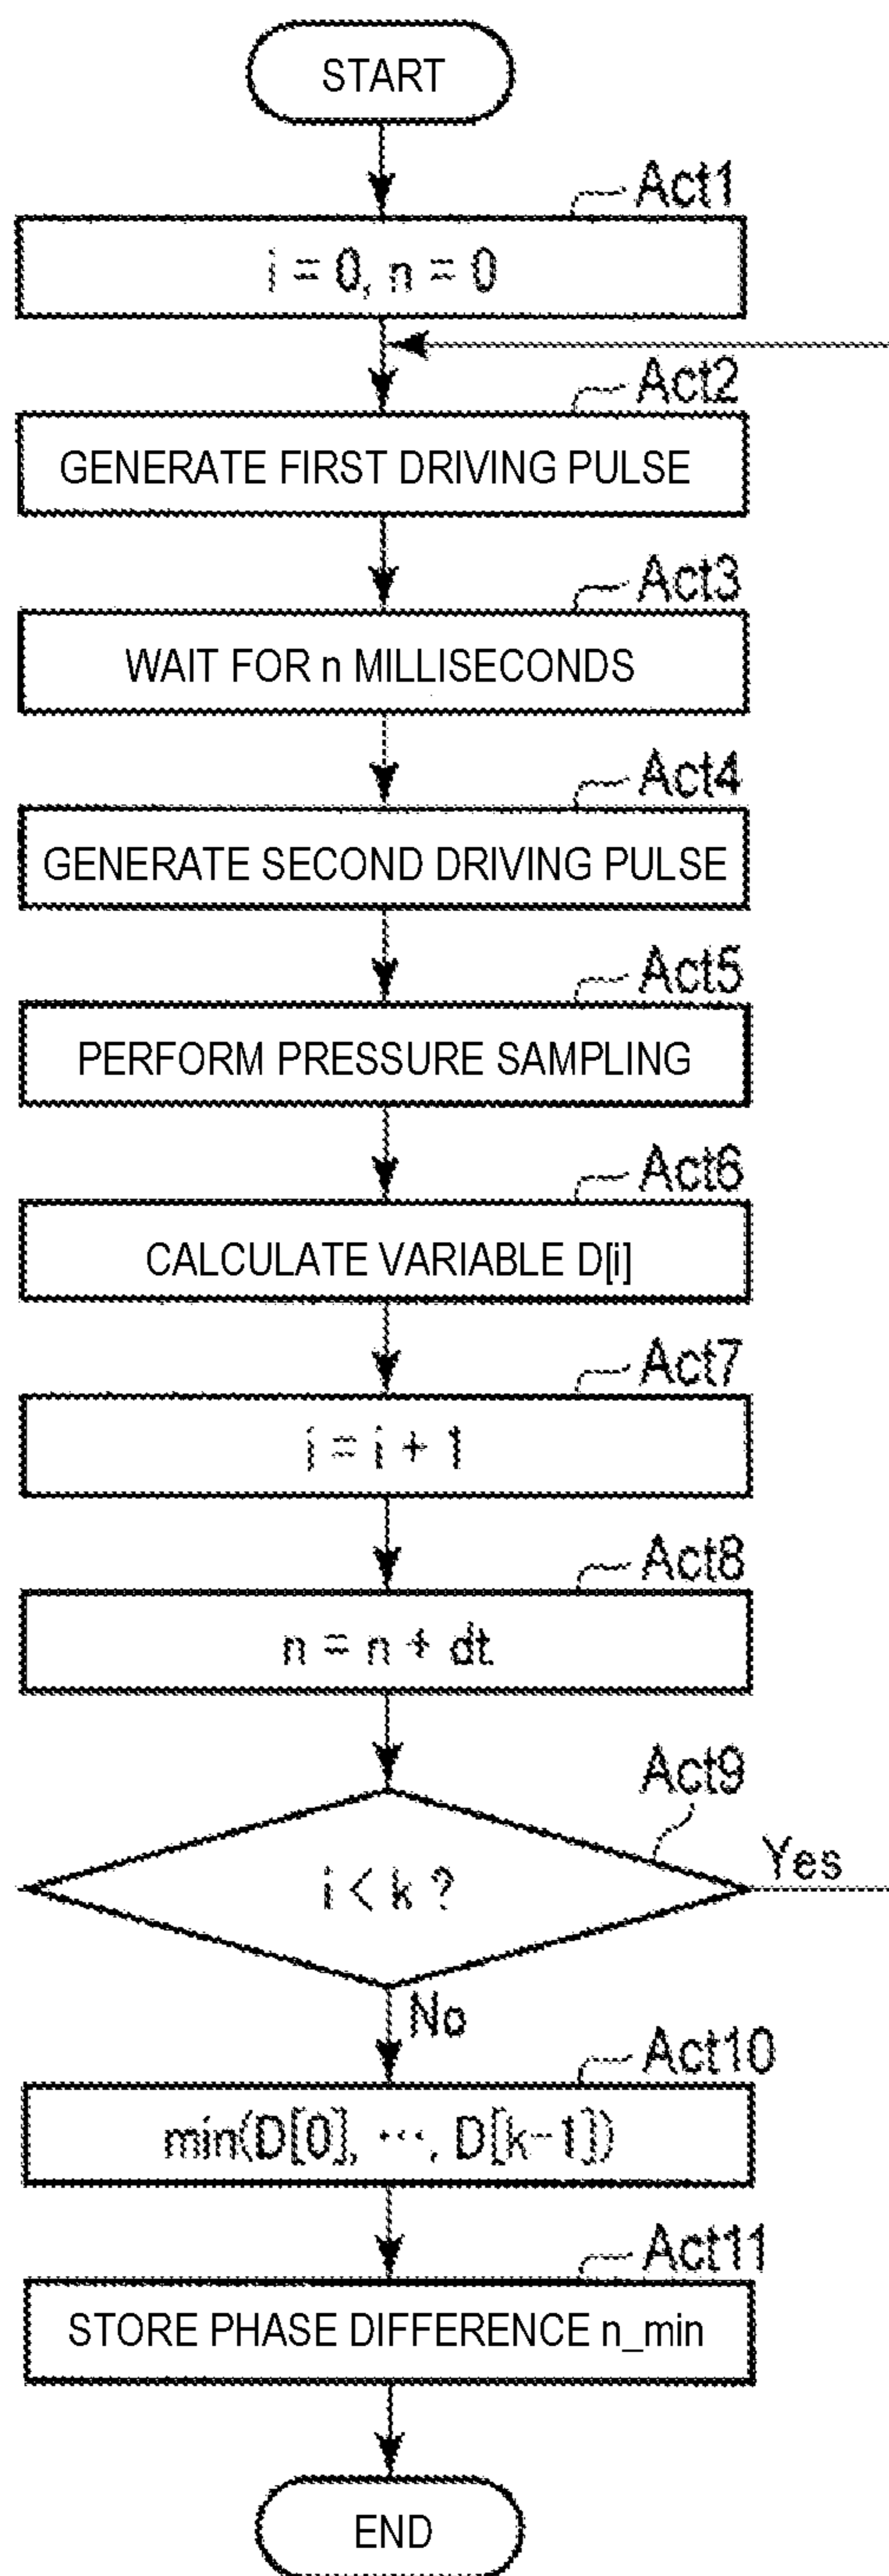 START
Act1
i = 0, n = 0
Act2
GENERATE FIRST DRIVING PULSE
Act3
WAIT FOR n MILLISECONDS
Act4
GENERATE SECOND DRIVING PULSE
Act5
PERFORM PRESSURE SAMPLING
Act6
CALCULATE VARIABLE D[i]
Act7
i = i + 1
Act8
n = n + dt
Act9
i < k ?
Yes
No
Act10
min(D[0], ⋯, D[k-1])
Act11
STORE PHASE DIFFERENCE n_min
END